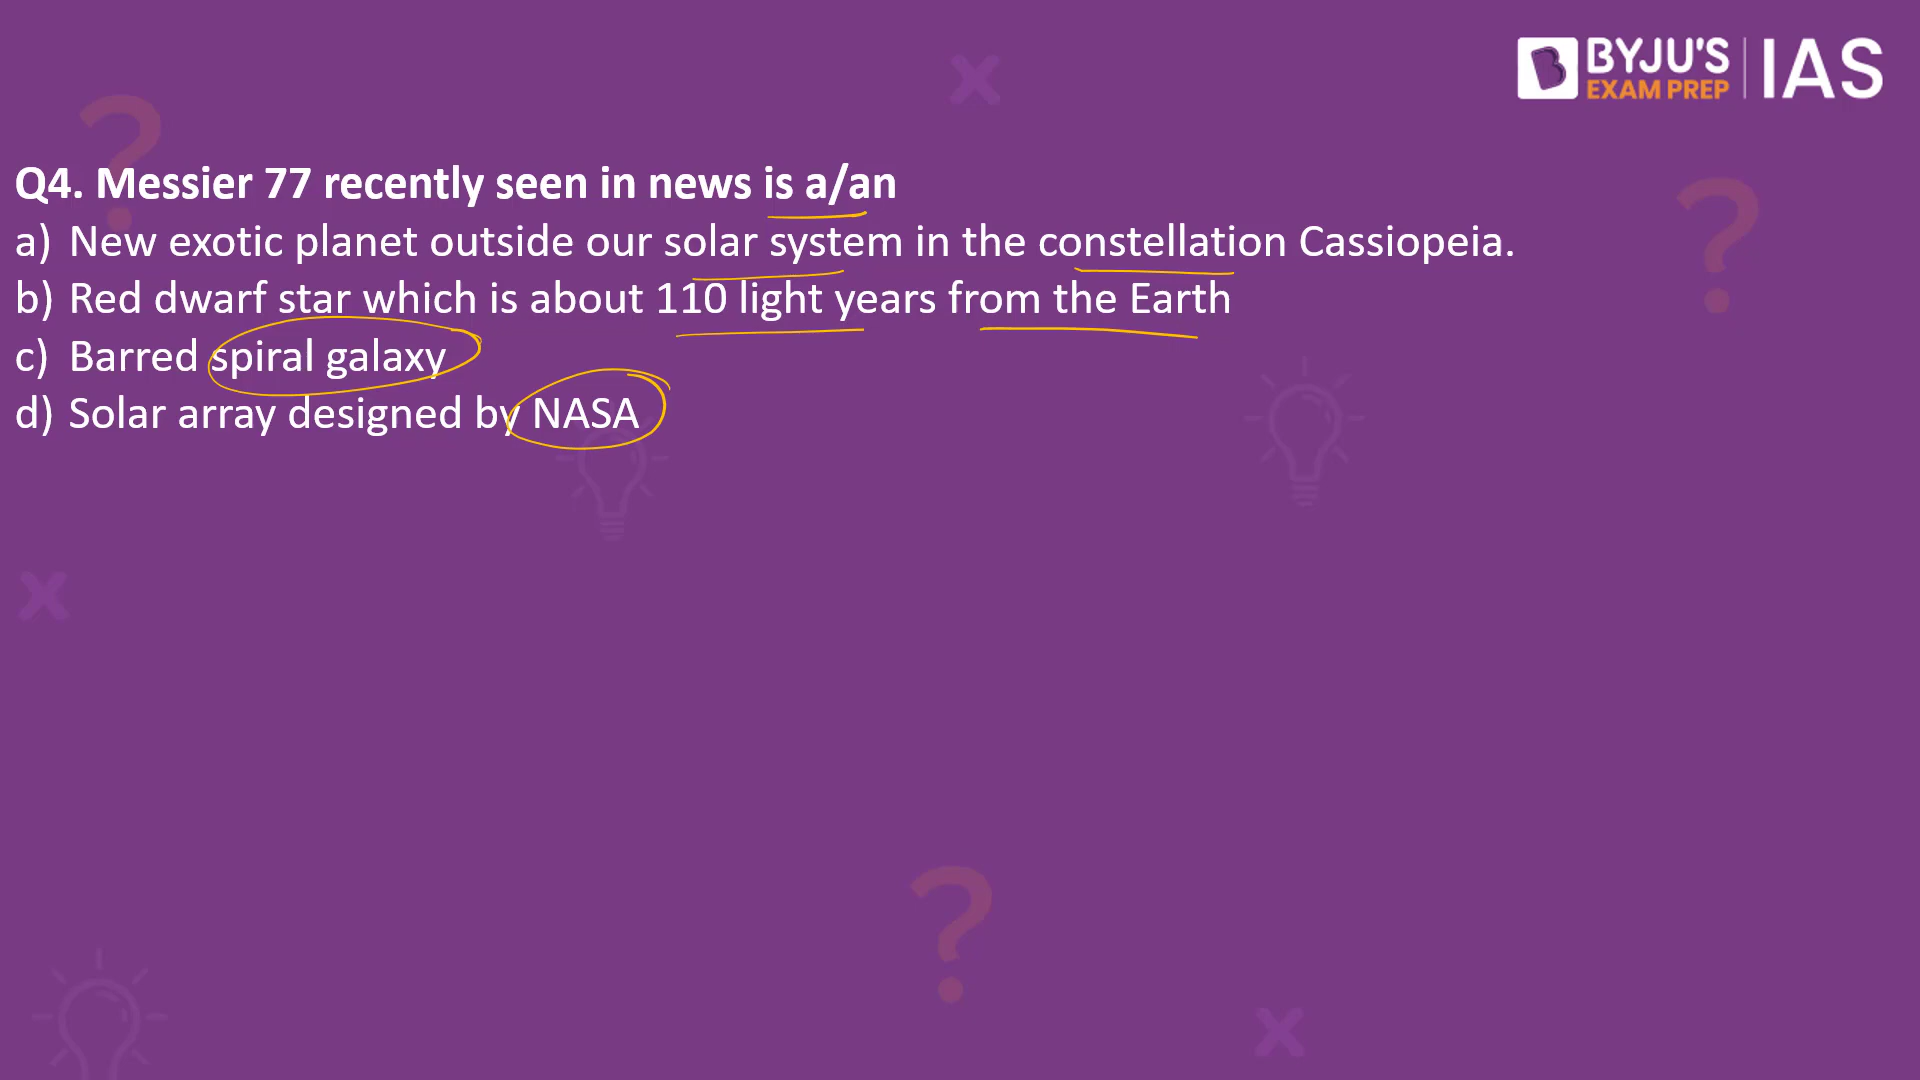 BYJU'S
EXAM PREP
IAS
Q4. Messier 77 recently seen in news is a/an
a) New exotic planet outside our solar system in the constellation Cassiopeia.
b) Red dwarf star which is about 110 light years from the Earth
c) Barred spiral galaxy
d) Solar array designed by NASA